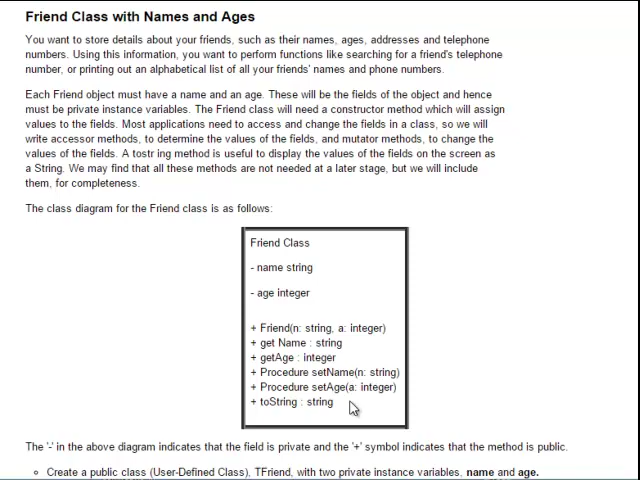 Friend Class with Names and Ages
You want to store details about your friends, such as their names, ages, addresses and telephone
numbers. Using this information, you want to perform functions like searching for a friend's telephone
number, or printing out an alphabetical list of all your friends' names and phone numbers.
Each Friend object must have a name and an age. These will be the fields of the object and hence
must be private instance variables. The Friend class will need a constructor method which will assign
values to the fields. Most applications need to access and change the fields in a class, so we will
write accessor methods, to determine the values of the fields, and mutator methods, to change the
values of the fields. A tostr ing method is useful to display the values of the fields on the screen as
a String. We may find that all these methods are not needed at a later stage, but we will include
them, for completeness.
The class diagram for the Friend class is as follows:
Friend Class
- name string
- age integer
+ Friend(n: string, a: integer)
+ get Name : string
+ getAge : integer
+ Procedure setName(n: string)
+ Procedure setAge(a: integer)
+ toString : string
The '-' in the above diagram indicates that the field is private and the '+' symbol indicates that the method is public.
o Create a public class (User-Defined Class), TFriend, with two private instance variables, name and age.